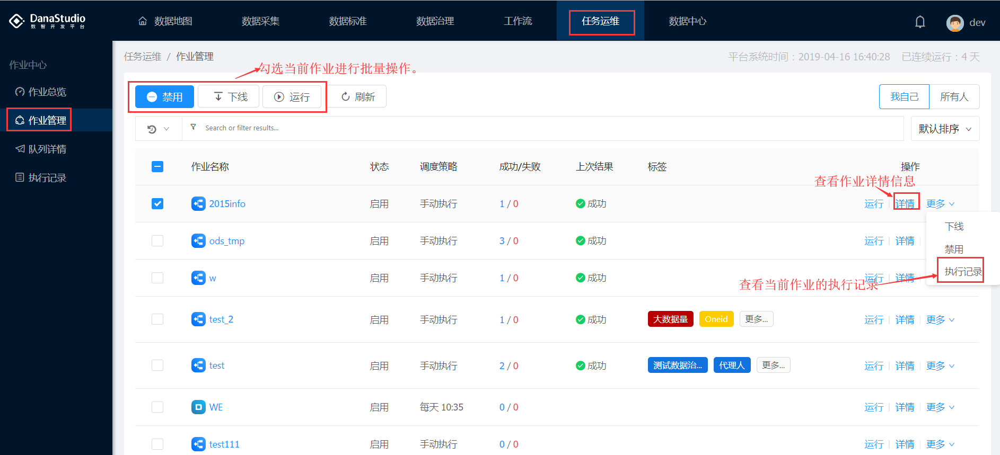 DanaStudio
数智开发平台
数据地图
数据采集
数据标准
数据治理
工作流
任务运维
数据中心
dev
作业中心
作业总览
作业管理
队列详情
执行记录
任务运维 / 作业管理
平台系统时间：2019-04-16 16:40:28 已连续运行：4 天
勾选当前作业进行批量操作。
禁用
下线
运行
刷新
我自己
所有人
Search or filter results...
默认排序
作业名称 状态 调度策略 成功/失败 上次结果 标签 操作
查看作业详情信息
2015info 启用 手动执行 1 / 0 成功 运行 详情 更多
下线
禁用
执行记录
ods_tmp 启用 手动执行 3 / 0 成功 运行 详情
w 启用 手动执行 1 / 0 成功 运行 详情
查看当前作业的执行记录
test_2 启用 手动执行 1 / 0 成功 大数据量 Oneid 更多... 运行 详情 更多
test 启用 手动执行 2 / 0 成功 测试数据治... 代理人 更多... 运行 详情 更多
WE 启用 每天 10:35 0 / 0 运行 详情 更多
test111 启用 手动执行 0 / 0 运行 详情 更多